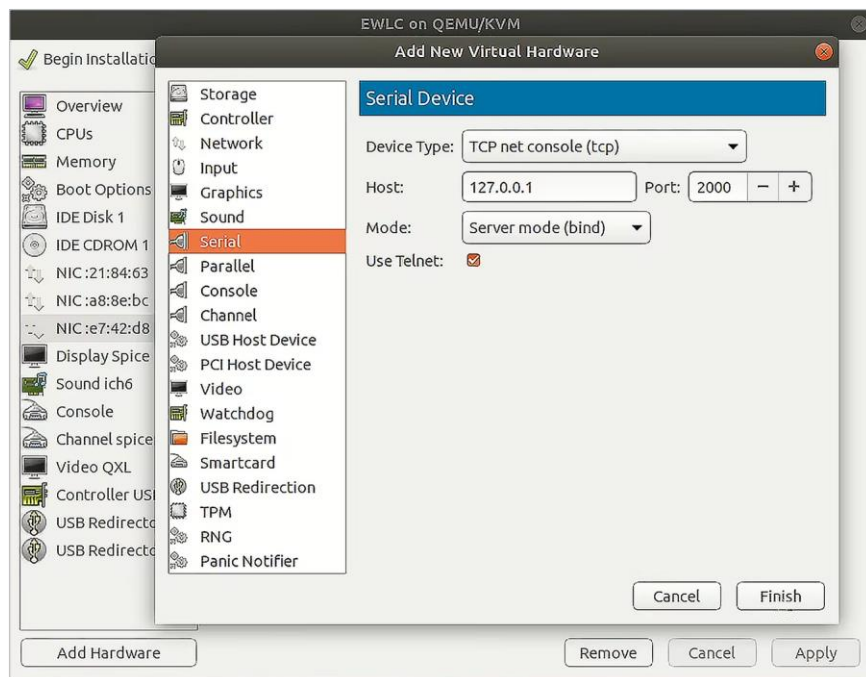 EWLC on QEMU/KVM
Begin Installatio
Add New Virtual Hardware
Overview
CPUs
Memory
Boot Options
IDE Disk 1
IDE CDROM 1
NIC :21:84:63
NIC :a8:8e:bc
NIC :e7:42:d8
Display Spice
Sound ich6
Console
Channel spice
Video QXL
Controller USI
USB Redirecto
USB Redirecto
Storage
Controller
Network
Input
Graphics
Sound
Serial
Parallel
Console
Channel
USB Host Device
PCI Host Device
Video
Watchdog
Filesystem
Smartcard
USB Redirection
TPM
RNG
Panic Notifier
Serial Device
Device Type: TCP net console (tcp)
Host: 127.0.0.1 Port: 2000 − +
Mode: Server mode (bind)
Use Telnet:
Cancel Finish
Add Hardware Remove Cancel Apply